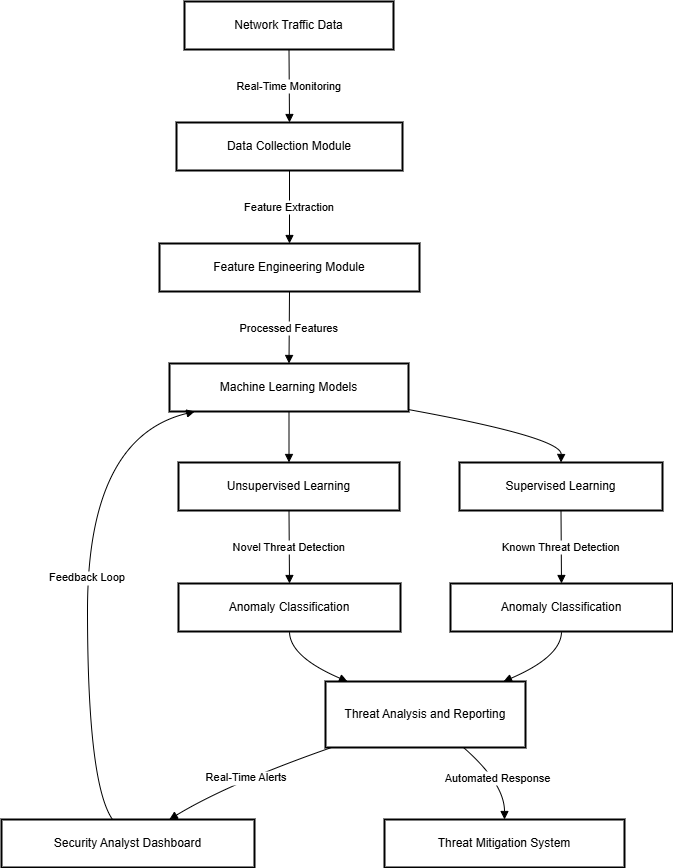 Network Traffic Data
Real-Time Monitoring
Data Collection Module
Feature Extraction
Feature Engineering Module
Processed Features
Machine Learning Models
Unsupervised Learning
Supervised Learning
Novel Threat Detection
Known Threat Detection
Feedback Loop
Anomaly Classification
Anomaly Classification
Threat Analysis and Reporting
Real-Time Alerts
Automated Response
Security Analyst Dashboard
Threat Mitigation System